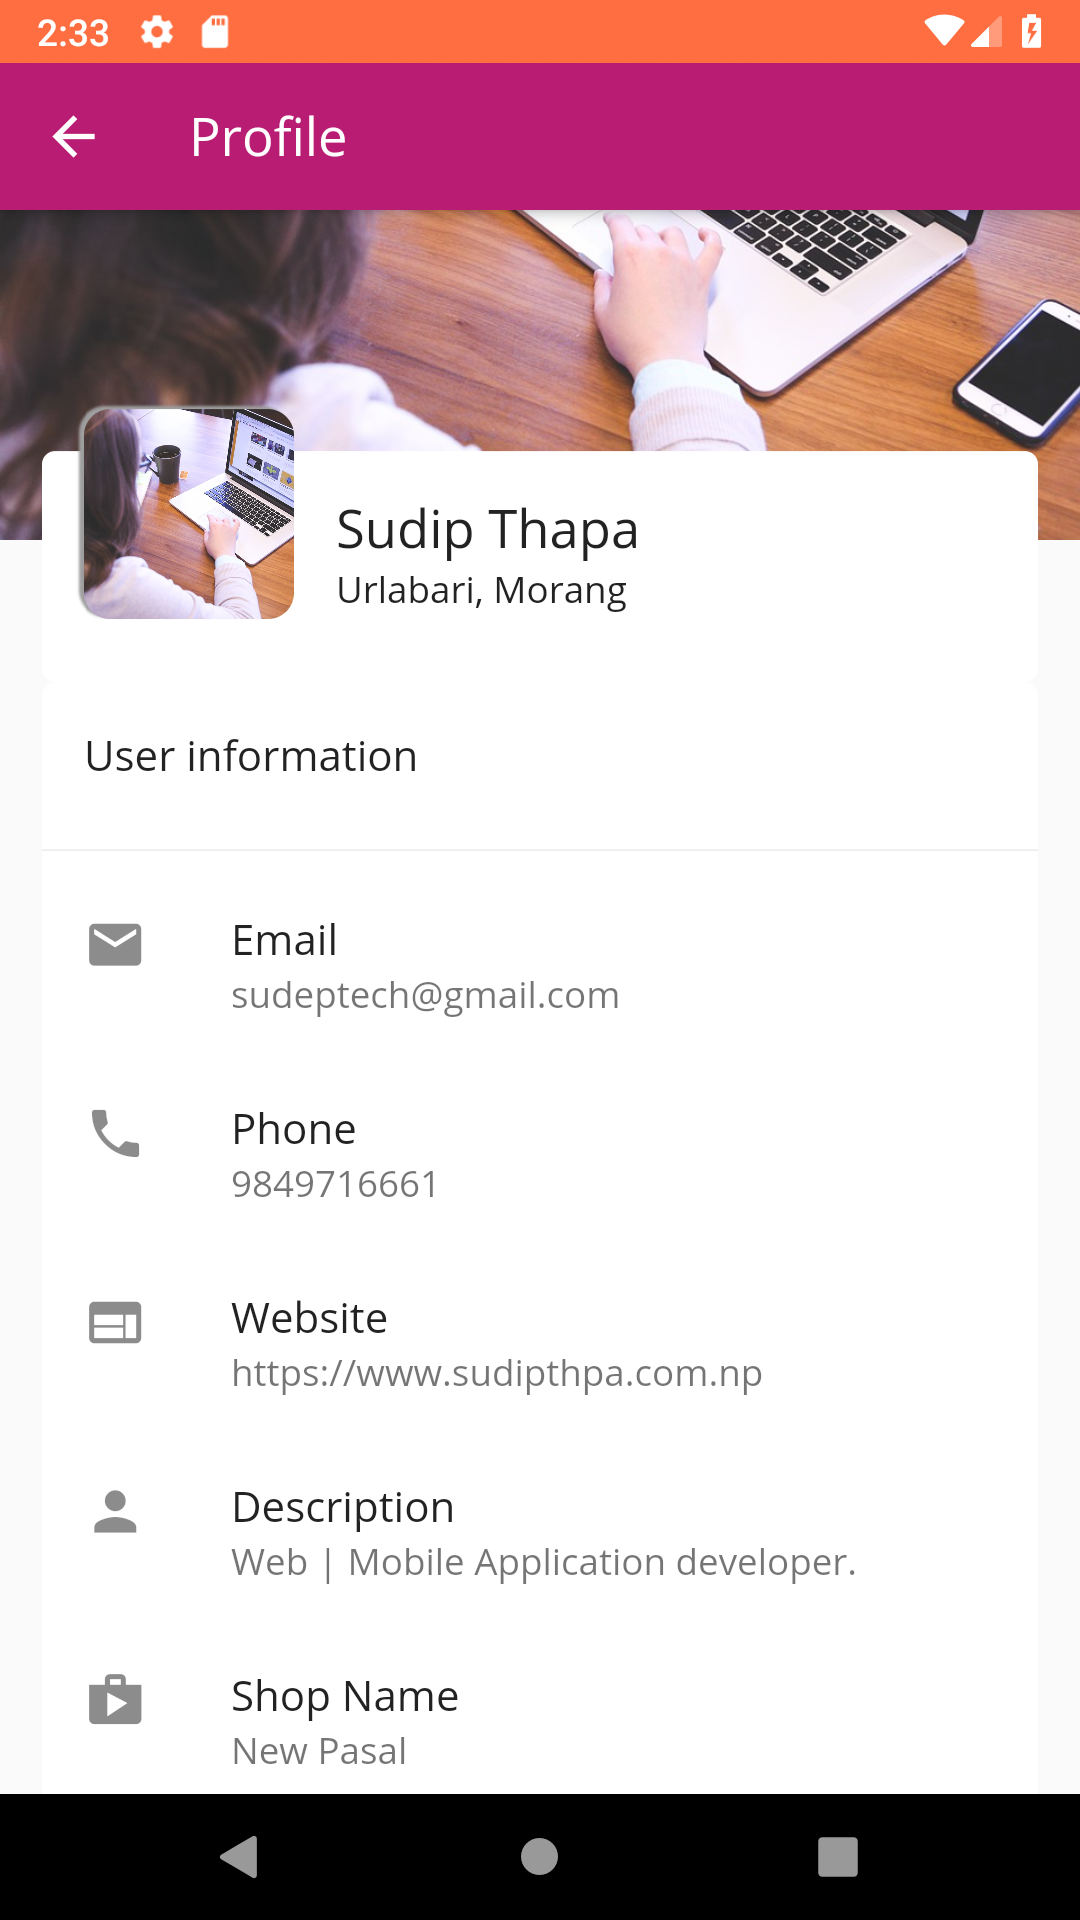 2:33
Profile
Sudip Thapa
Urlabari, Morang
User information
Email
sudeptech@gmail.com
Phone
9849716661
Website
https://www.sudipthpa.com.np
Description
Web | Mobile Application developer.
Shop Name
New Pasal